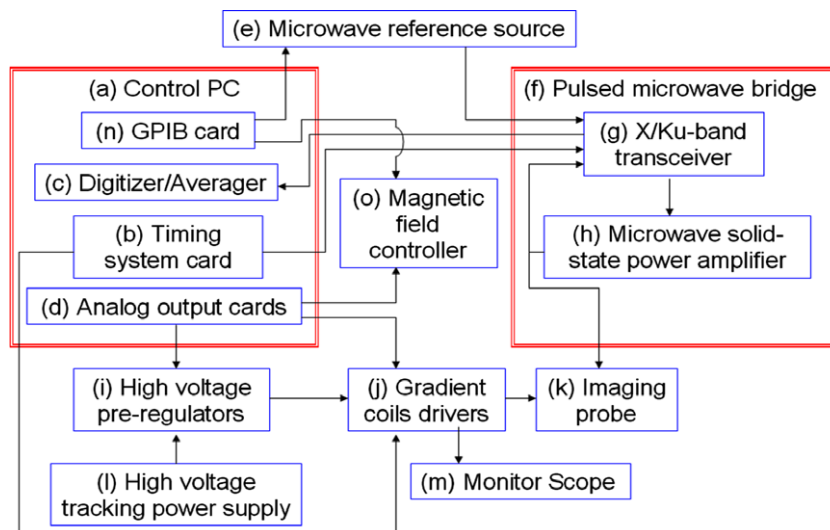 (e) Microwave reference source
(a) Control PC
(f) Pulsed microwave bridge
(n) GPIB card
(g) X/Ku-band
transceiver
(c) Digitizer/Averager
(o) Magnetic
field
controller
(b) Timing
system card
(h) Microwave solid-
state power amplifier
(d) Analog output cards
(i) High voltage
pre-regulators
(j) Gradient
coils drivers
(k) Imaging
probe
(l) High voltage
tracking power supply
(m) Monitor Scope